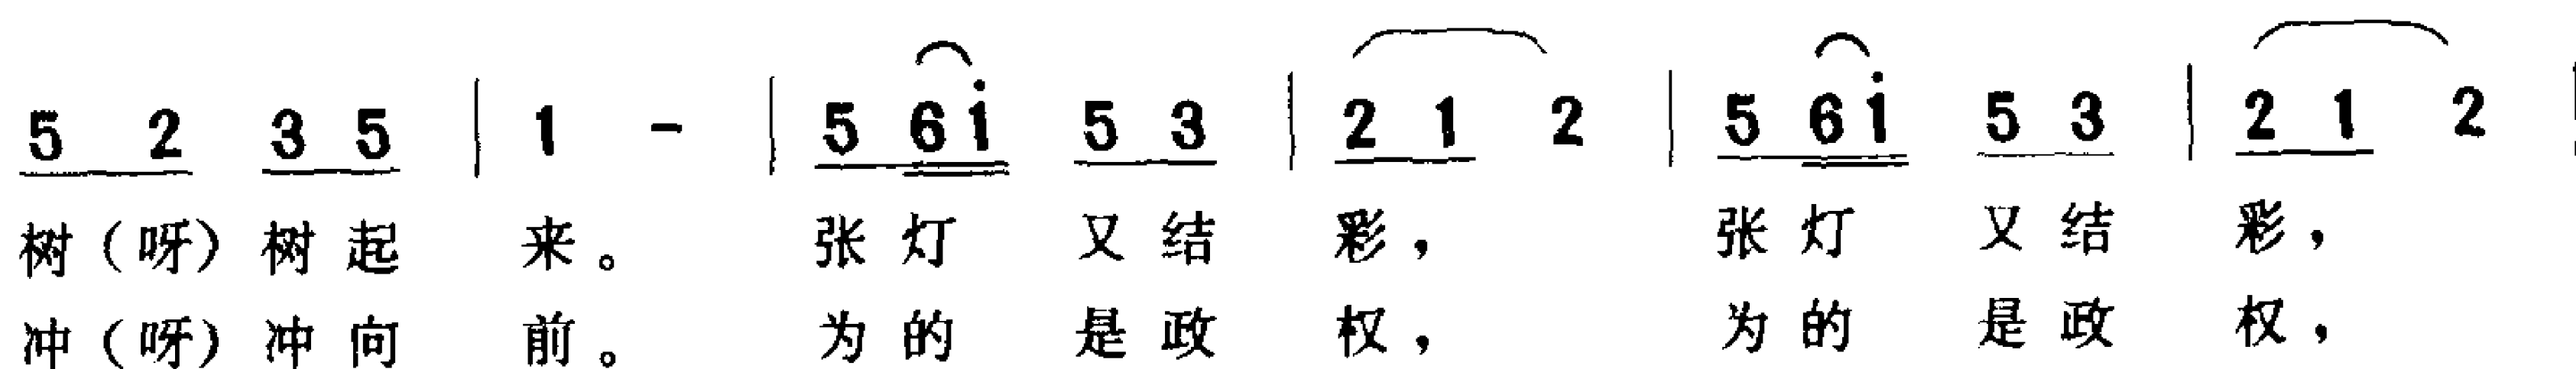 5 2 3 5 | 1 - | 5 6 i 5 3 | 2 1 2 | 5 6 i 5 3 | 2 1 2 |
树（呀）树起 来。 张灯 又结 彩， 张灯 又结 彩，
冲（呀）冲向 前。 为的 是政 权， 为的 是政 权，